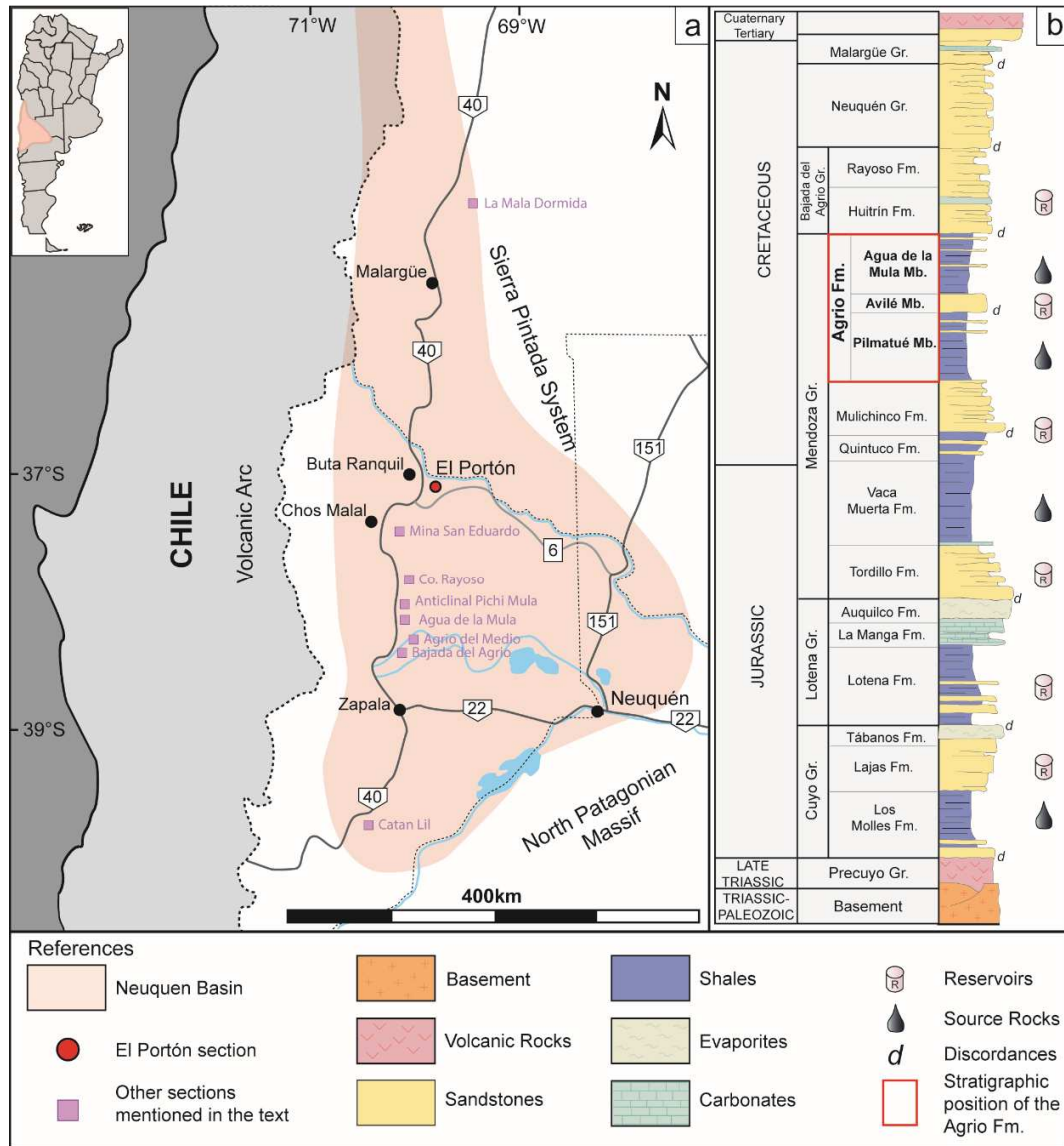 71°W
69°W
a
40
N
La Mala Dormida
Malargüe
Sierra Pintada System
40
151
37°S
Buta Ranquil
El Portón
CHILE
Volcanic Arc
Chos Malal
Mina San Eduardo
6
Co. Rayoso
Anticlinal Pichi Mula
Agua de la Mula
151
Agrio del Medio
Bajada del Agrio
39°S
Zapala
22
Neuquén
22
40
North Patagonian
Massif
Catan Lil
400km
b
Quaternary
Tertiary
Malargüe Gr.
d
Neuquén Gr.
d
CRETACEOUS
Bajada del
Agrio Gr.
Rayoso Fm.
Huitrín Fm.
R
d
Mendoza Gr.
Agrio Fm.
Agua de la
Mula Mb.
Avilé Mb.
R
d
Pilmatué Mb.
Mulichinco Fm.
R
d
Quintuco Fm.
JURASSIC
Vaca
Muerta Fm.
Tordillo Fm.
R
d
Lotena Gr.
Auquilco Fm.
La Manga Fm.
Lotena Fm.
R
d
Cuyo Gr.
Tábanos Fm.
Lajas Fm.
R
Los
Molles Fm.
d
LATE
TRIASSIC
Precuyo Gr.
TRIASSIC-
PALEOZOIC
Basement
References
Neuquen Basin
El Portón section
Other sections
mentioned in the text
Basement
Volcanic Rocks
Sandstones
Shales
Evaporites
Carbonates
R
Reservoirs
Source Rocks
d
Discordances
Stratigraphic
position of the
Agrio Fm.